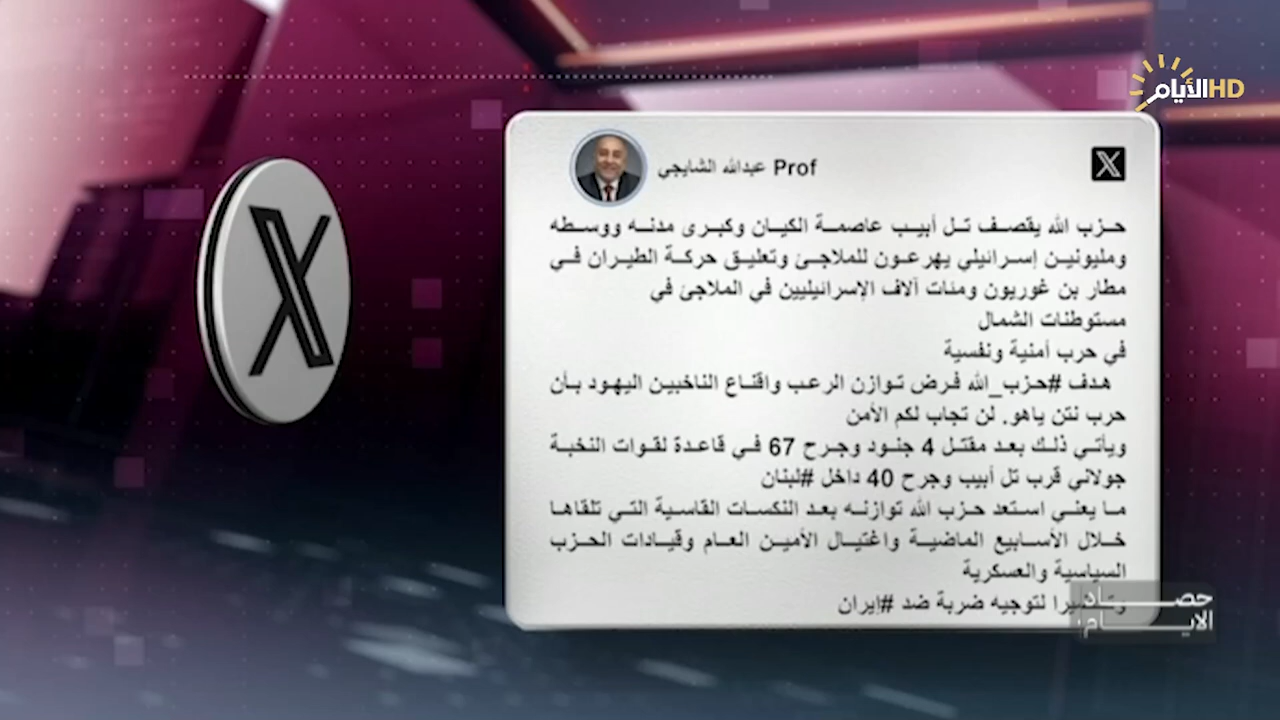 الأيام HD
Prof عبدالله الشايجي
حزب الله يقصف تل أبيب عاصمة الكيان وكبرى مدنه ووسطه
ومليونين إسرائيلي يهرعون للملاجئ وتعليق حركة الطيران في
مطار بن غوريون ومئات آلاف الإسرائيليين في الملاجئ في
مستوطنات الشمال
في حرب أمنية ونفسية
هدف #حزب_الله فرض توازن الرعب واقناع الناخبين اليهود بأن
حرب نتن ياهو. لن تجاب لكم الأمن
ويأتي ذلك بعد مقتل 4 جنود وجرح 67 في قاعدة لقوات النخبة
جولاني قرب تل أبيب وجرح 40 داخل #لبنان
ما يعني استعد حزب الله توازنه بعد النكسات القاسية التي تلقاها
خلال الأسابيع الماضية واغتيال الأمين العام وقيادات الحزب
السياسية والعسكرية
لتوجيه ضربة ضد #إيران
حصاد
الايام